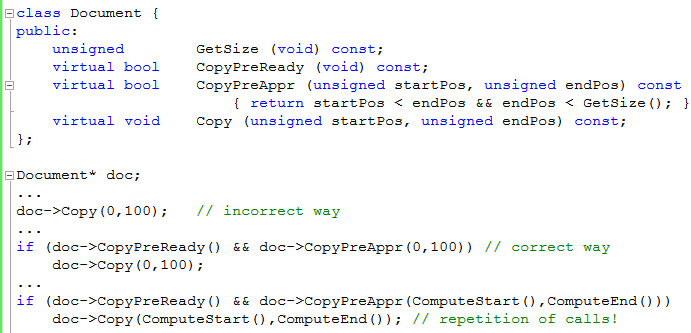 class Document {
public:
    unsigned        GetSize (void) const;
    virtual bool    CopyPreReady (void) const;
    virtual bool    CopyPreAppr (unsigned startPos, unsigned endPos) const
                        { return startPos < endPos && endPos < GetSize(); }
    virtual void    Copy (unsigned startPos, unsigned endPos) const;
};
Document* doc;
...
doc->Copy(0,100);   // incorrect way
...
if (doc->CopyPreReady() && doc->CopyPreAppr(0,100)) // correct way
    doc->Copy(0,100);
...
if (doc->CopyPreReady() && doc->CopyPreAppr(ComputeStart(),ComputeEnd()))
    doc->Copy(ComputeStart(),ComputeEnd()); // repetition of calls!